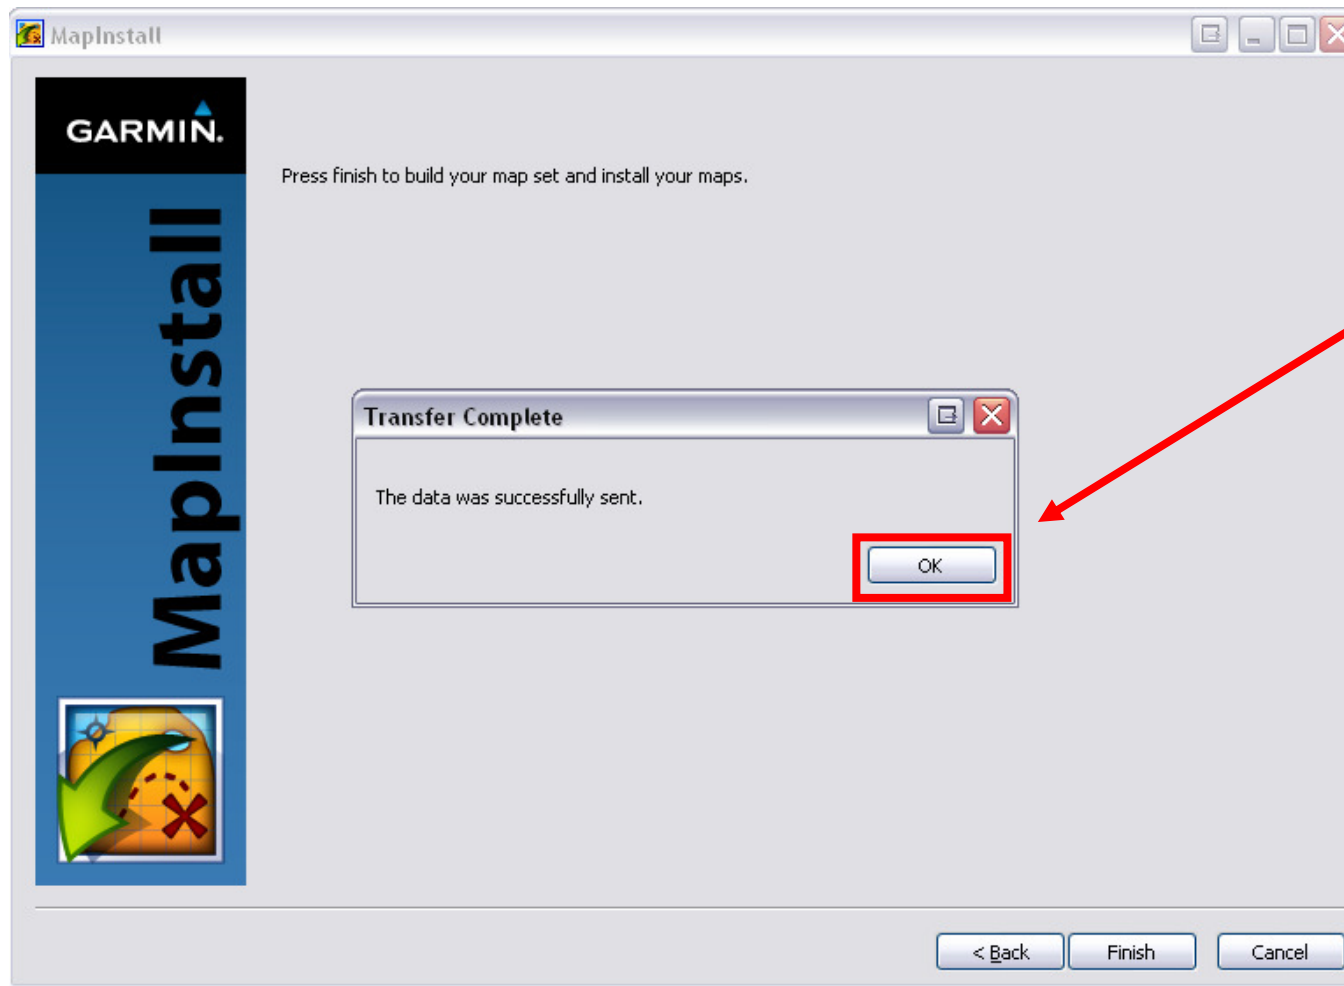 MapInstall
GARMIN.
MapInstall
Press finish to build your map set and install your maps.
Transfer Complete
The data was successfully sent.
OK
< Back
Finish
Cancel